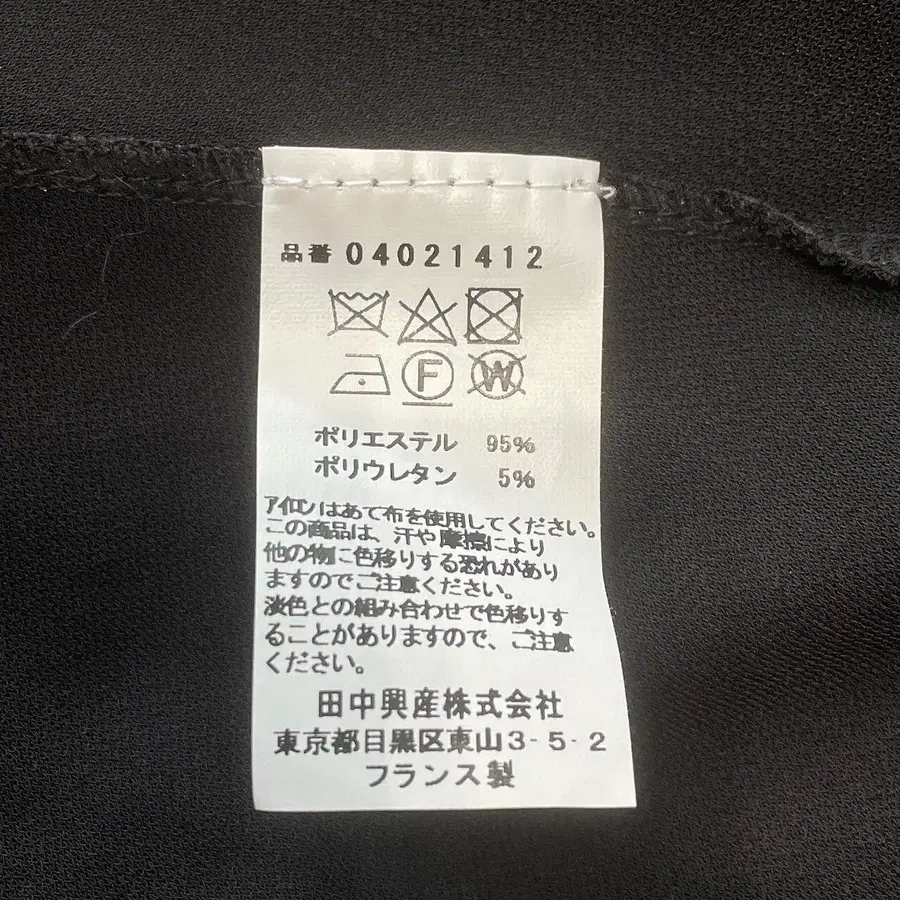 品番 04021412
F W
ポリエステル 95%
ポリウレタン 5%
アイロンはあて布を使用してください。
この商品は、汗や摩擦により
他の物に色移りする恐れがあり
ますのでご注意ください。
淡色との組み合わせで色移りす
ることがありますので、ご注意
ください。
田中興産株式会社
東京都目黒区東山3-5-2
フランス製